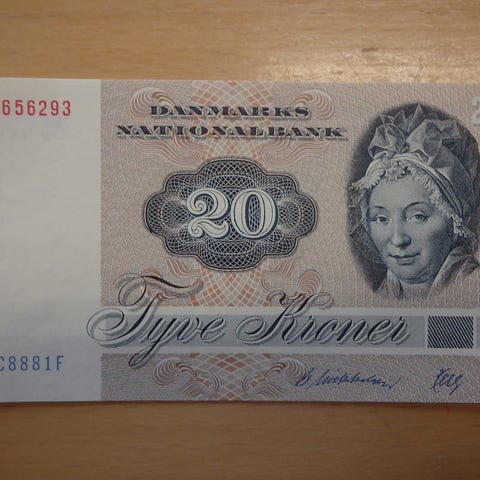 656293
DANMARKS
NATIONALBANK
20
Tyve Kroner
C8881F